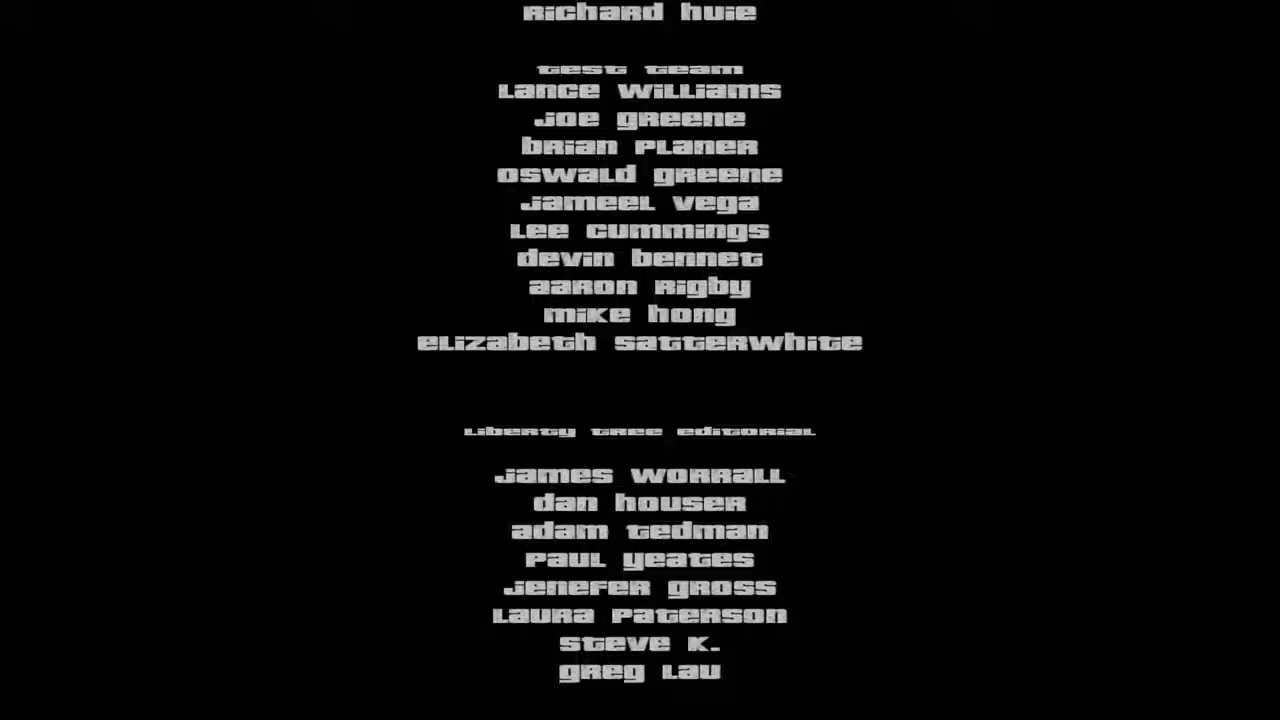 Richard Huie
Test Team
Lance Williams
Joe Greene
Brian Planer
Oswald Greene
Jameel Vega
Lee Cummings
Devin Bennet
Aaron Rigby
Mike Hong
Elizabeth Satterwhite
Liberty Tree Editorial
James Worrall
Dan Houser
Adam Tedman
Paul Yeates
Jenefer Gross
Laura Paterson
Steve K.
Greg Lau